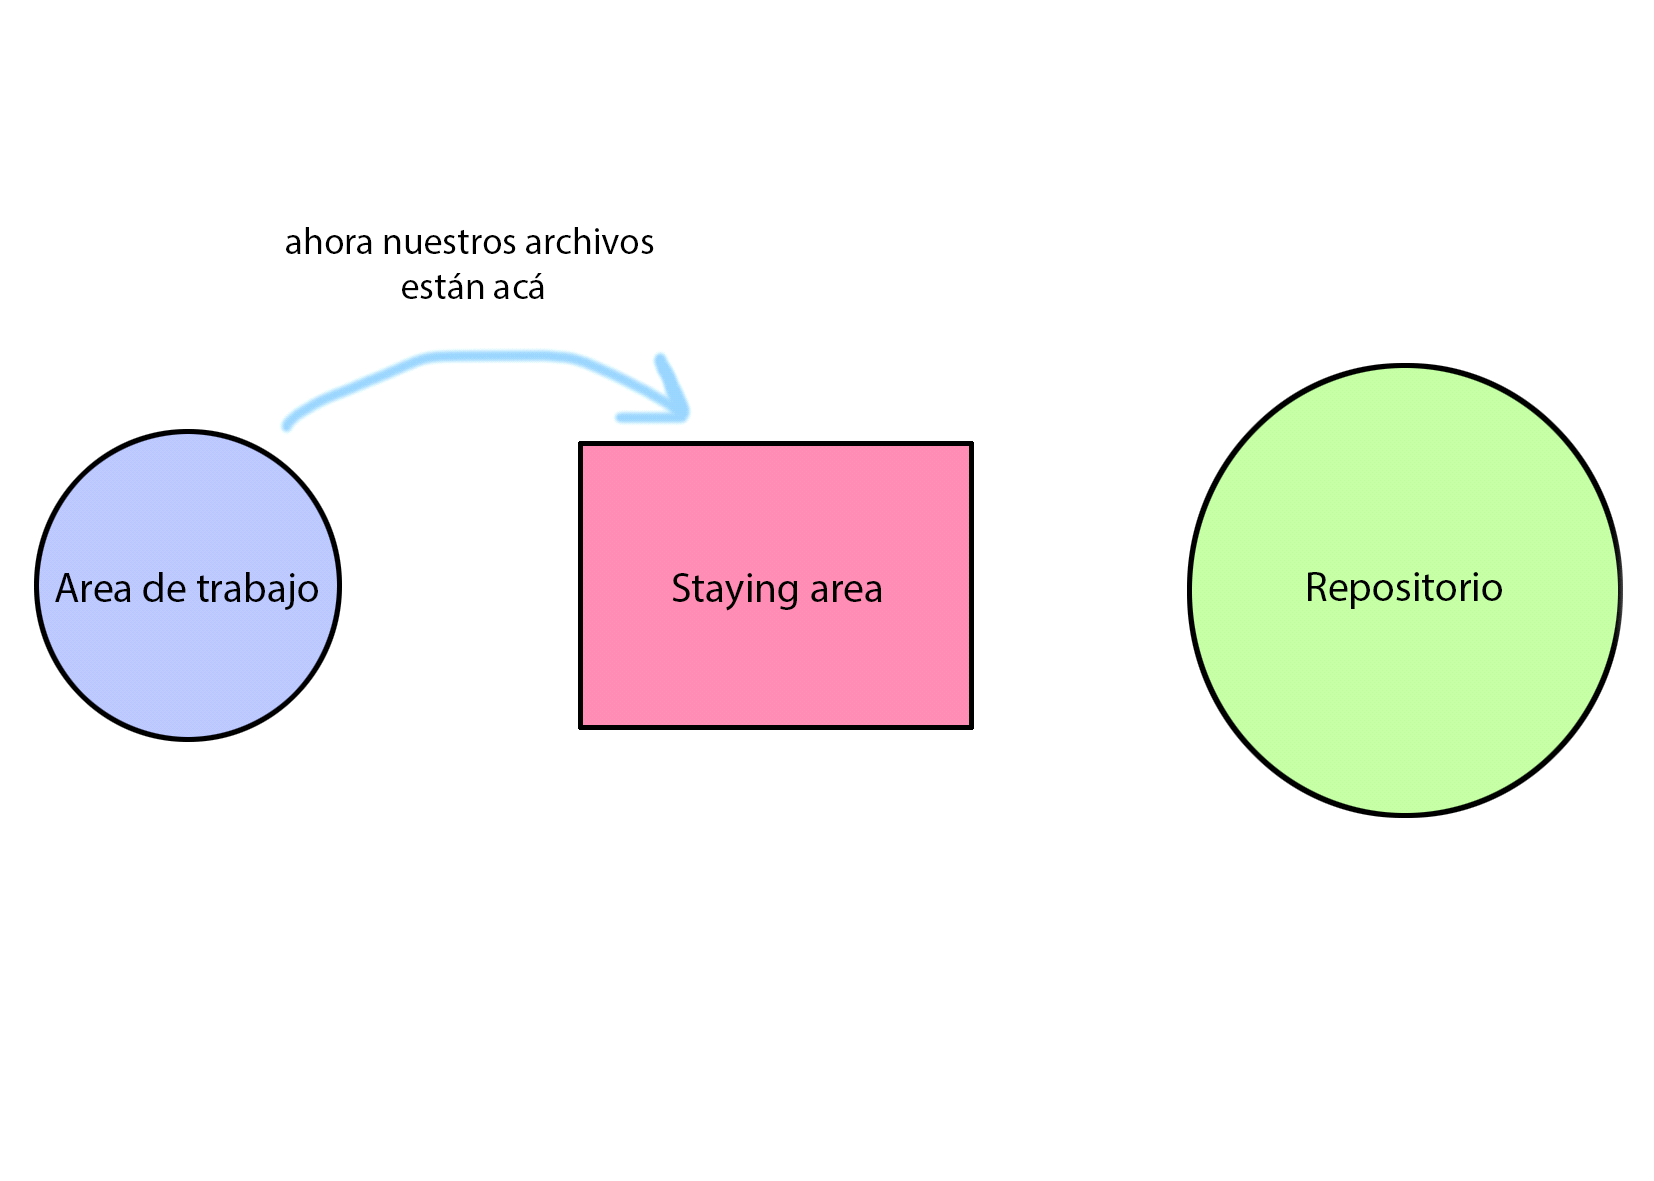 ahora nuestros archivos
están acá
Area de trabajo
Staying area
Repositorio